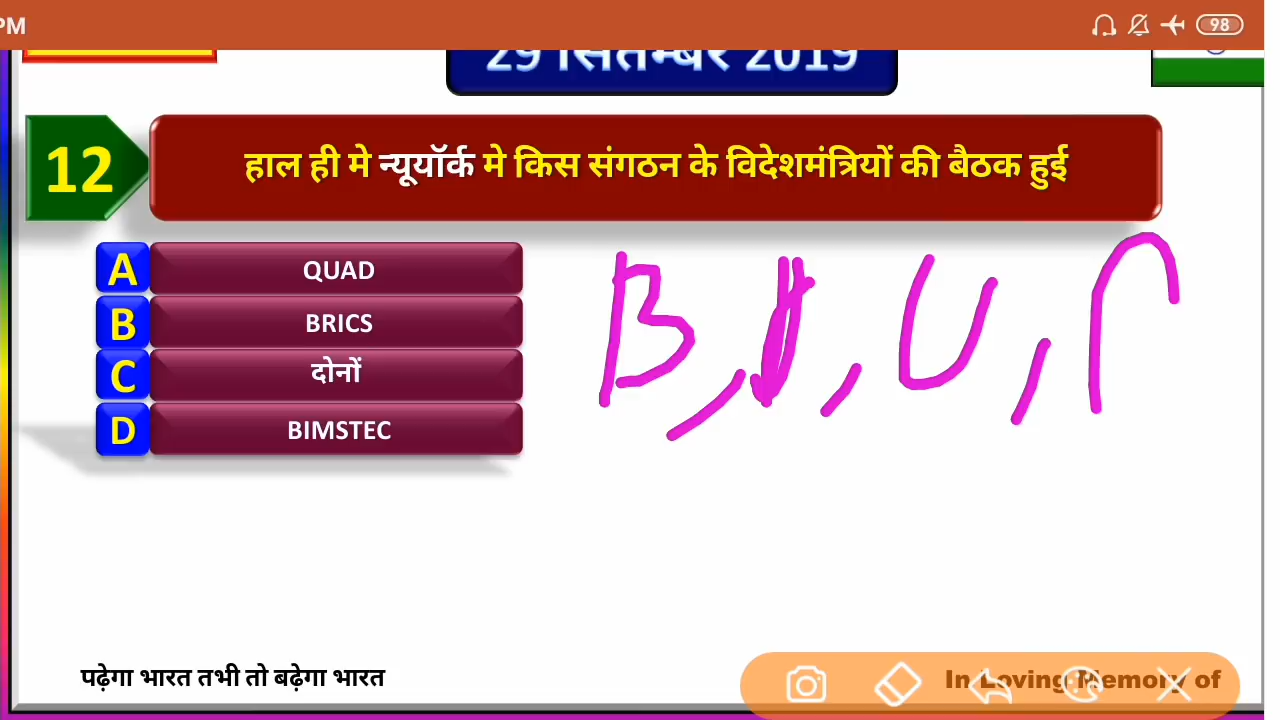 PM
98
29 सितम्बर 2019
12
हाल ही मे न्यूयॉर्क मे किस संगठन के विदेशमंत्रियों की बैठक हुई
A QUAD
B BRICS
C दोनों
D BIMSTEC
B, , U,
पढ़ेगा भारत तभी तो बढ़ेगा भारत
In Loving Memory of